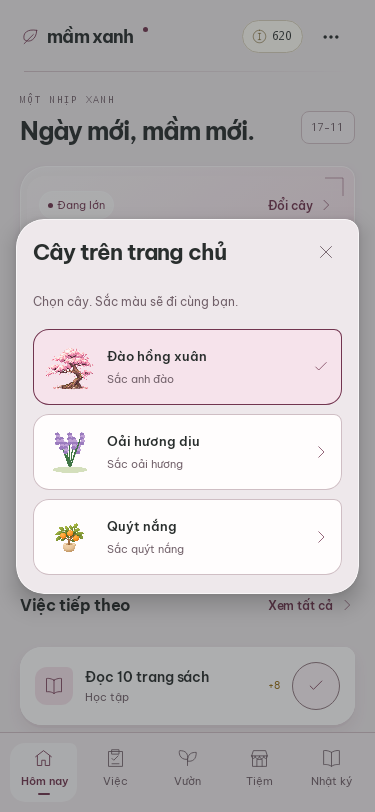 mầm xanh
620
MỘT NHỊP XANH
Ngày mới, mầm mới.
17–11
Đang lớn
Đổi cây
Cây trên trang chủ
Chọn cây. Sắc màu sẽ đi cùng bạn.
Đào hồng xuân
Sắc anh đào
Oải hương dịu
Sắc oải hương
Quýt nắng
Sắc quýt nắng
Việc tiếp theo
Xem tất cả
Đọc 10 trang sách
Học tập
+8
Hôm nay
Việc
Vườn
Tiệm
Nhật ký